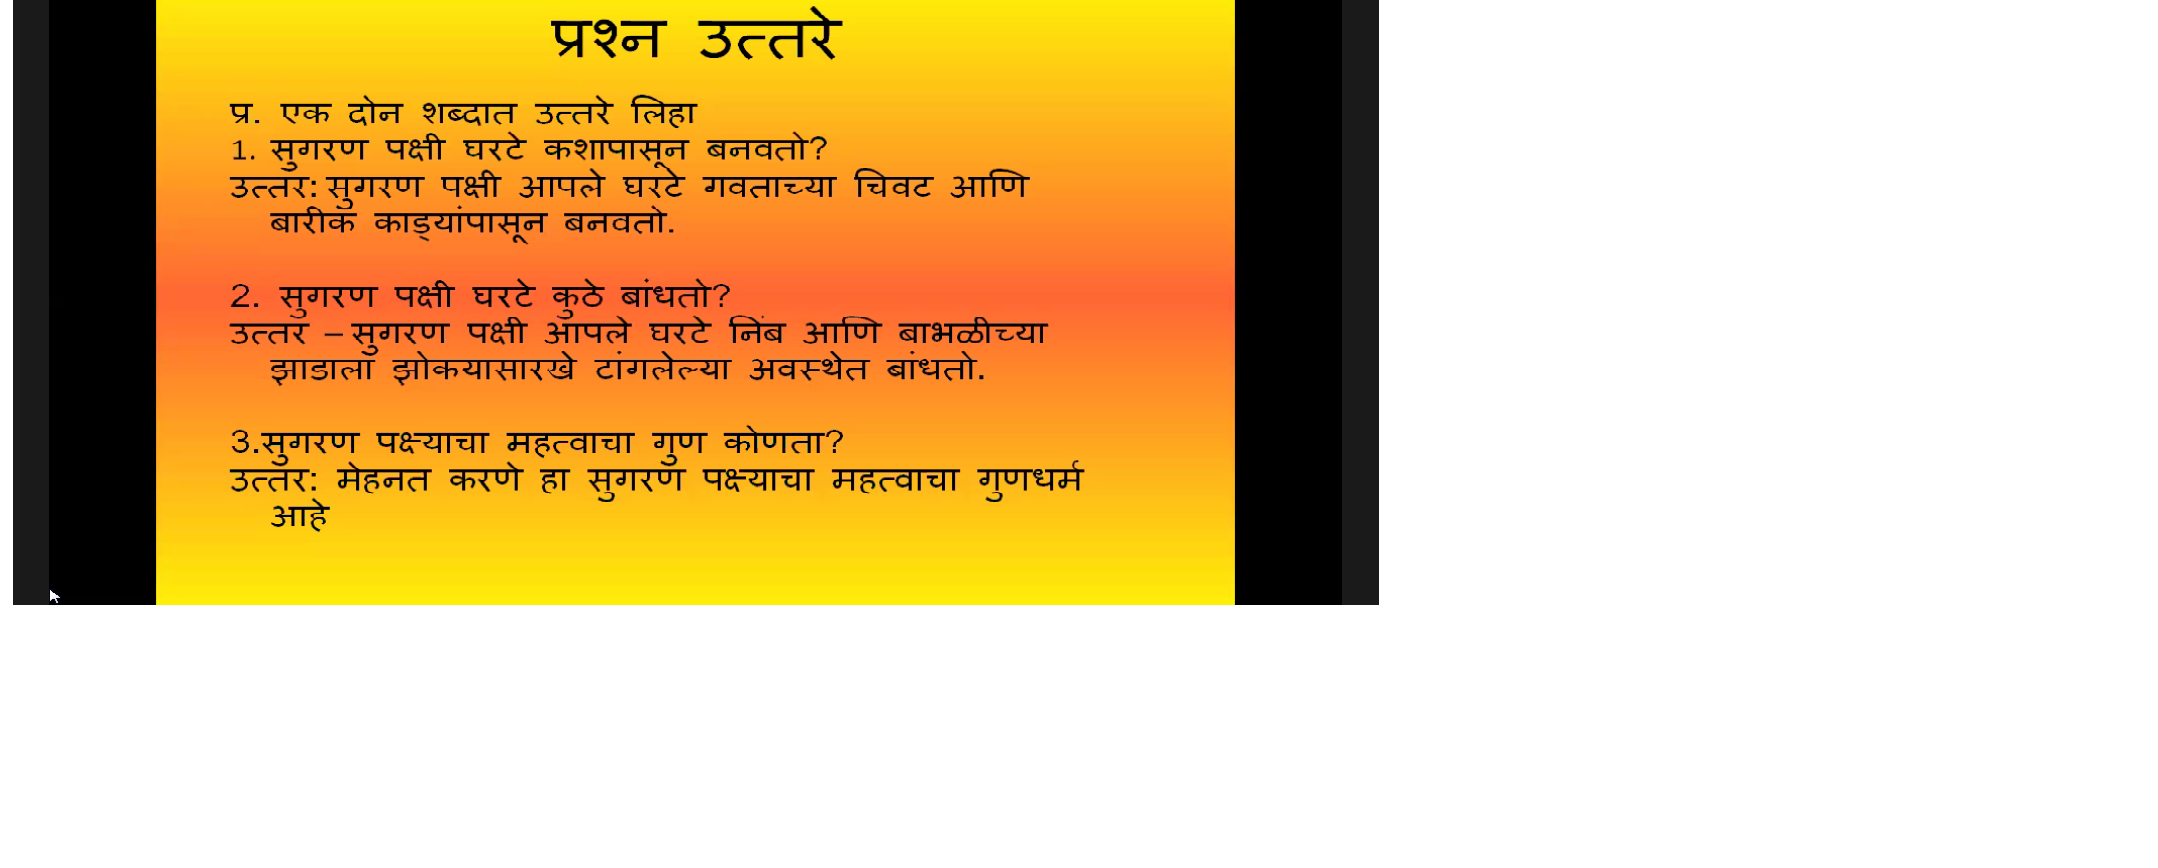 प्रश्न उत्तरे
प्र. एक दोन शब्दात उत्तरे लिहा
1. सुगरण पक्षी घरटे कशापासून बनवतो?
उत्तर: सुगरण पक्षी आपले घरटे गवताच्या चिवट आणि
बारीक काड्यांपासून बनवतो.
2. सुगरण पक्षी घरटे कुठे बांधतो?
उत्तर – सुगरण पक्षी आपले घरटे निंब आणि बाभळीच्या
झाडाला झोकयासारखे टांगलेल्या अवस्थेत बांधतो.
3.सुगरण पक्ष्याचा महत्वाचा गुण कोणता?
उत्तर: मेहनत करणे हा सुगरण पक्ष्याचा महत्वाचा गुणधर्म
आहे